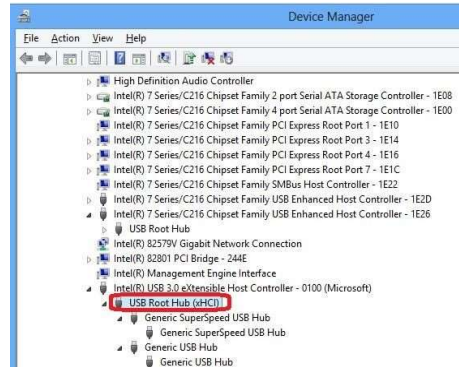 Device Manager
File Action View Help
High Definition Audio Controller
Intel(R) 7 Series/C216 Chipset Family 2 port Serial ATA Storage Controller - 1E08
Intel(R) 7 Series/C216 Chipset Family 4 port Serial ATA Storage Controller - 1E00
Intel(R) 7 Series/C216 Chipset Family PCI Express Root Port 1 - 1E10
Intel(R) 7 Series/C216 Chipset Family PCI Express Root Port 3 - 1E14
Intel(R) 7 Series/C216 Chipset Family PCI Express Root Port 4 - 1E16
Intel(R) 7 Series/C216 Chipset Family PCI Express Root Port 7 - 1E1C
Intel(R) 7 Series/C216 Chipset Family SMBus Host Controller - 1E22
Intel(R) 7 Series/C216 Chipset Family USB Enhanced Host Controller - 1E2D
Intel(R) 7 Series/C216 Chipset Family USB Enhanced Host Controller - 1E26
USB Root Hub
Intel(R) 82579V Gigabit Network Connection
Intel(R) 82801 PCI Bridge - 244E
Intel(R) Management Engine Interface
Intel(R) USB 3.0 eXtensible Host Controller - 0100 (Microsoft)
USB Root Hub (xHCI)
Generic SuperSpeed USB Hub
Generic SuperSpeed USB Hub
Generic USB Hub
Generic USB Hub